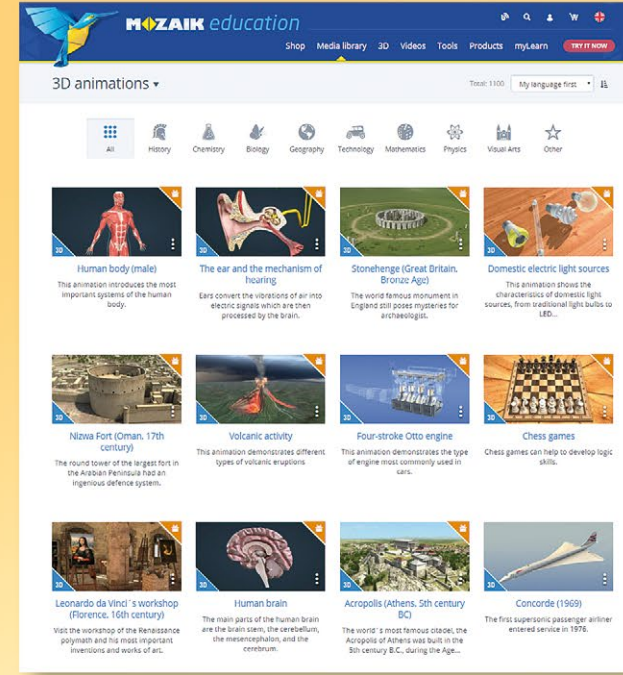 MOZAIK education
Shop Media library 3D Videos Tools Products myLearn TRY IT NOW
3D animations
Total: 1100 My language first
All History Chemistry Biology Geography Technology Mathematics Physics Visual Arts Other
3D 3D 3D 3D
Human body (male)
This animation introduces the most
important systems of the human
body.
The ear and the mechanism of
hearing
Ears convert the vibrations of air into
electric signals which are then
processed by the brain.
Stonehenge (Great Britain,
Bronze Age)
The world famous monument in
England still poses mysteries for
archaeologist.
Domestic electric light sources
This animation shows the
characteristics of domestic light
sources, from traditional light bulbs to
LED...
3D 3D 3D 3D
Nizwa Fort (Oman, 17th
century)
The round tower of the largest fort in
the Arabian Peninsula had an
ingenious defence system.
Volcanic activity
This animation demonstrates different
types of volcanic eruptions
Four-stroke Otto engine
This animation demonstrates the type
of engine most commonly used in
cars.
Chess games
Chess games can help to develop logic
skills.
3D 3D 3D 3D
Leonardo da Vinci´s workshop
(Florence, 16th century)
Visit the workshop of the Renaissance
polymath and his most important
inventions and works of art.
Human brain
The main parts of the human brain
are the brain stem, the cerebellum,
the mesencephalon, and the
cerebrum.
Acropolis (Athens, 5th century
BC)
The world´s most famous citadel, the
Acropolis of Athens was built in the
5th century B.C., during the Age...
Concorde (1969)
The first supersonic passenger airliner
entered service in 1976.